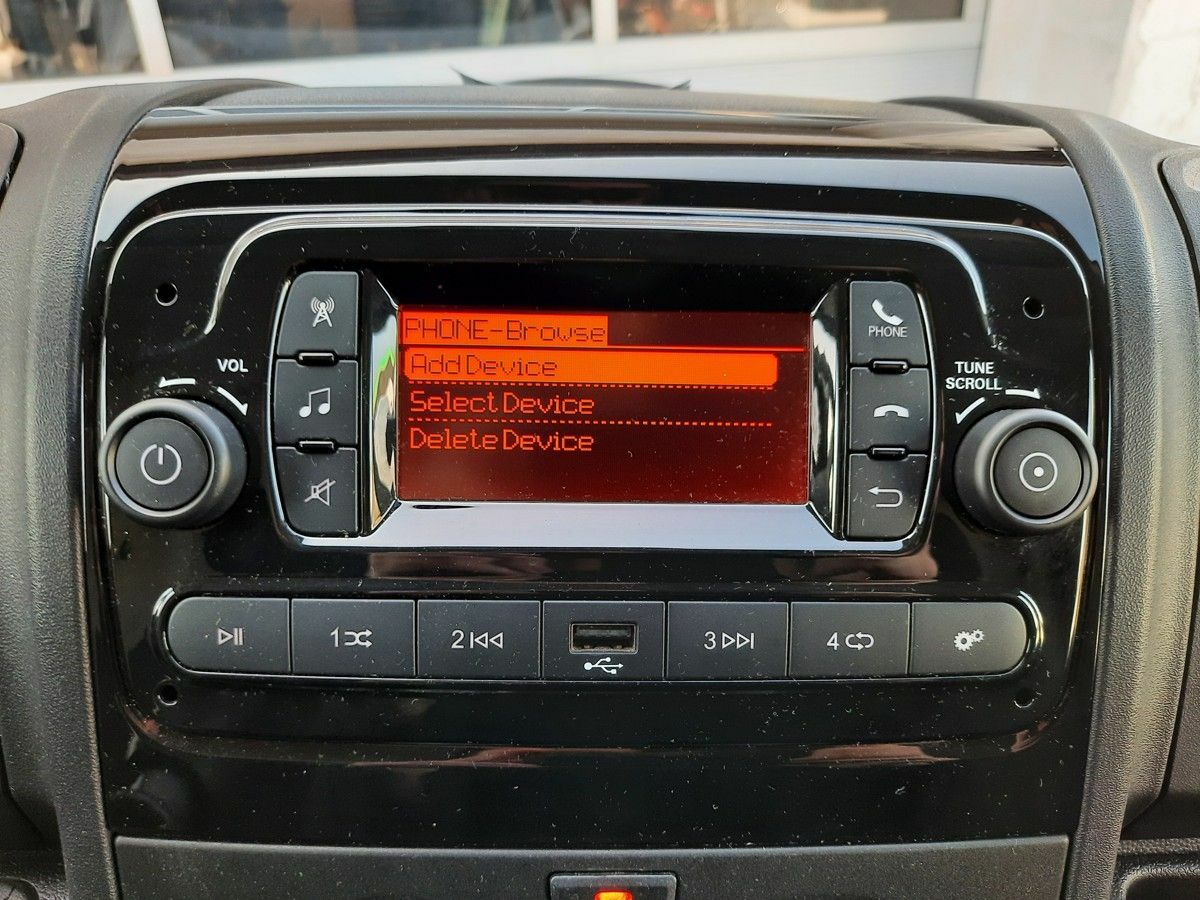 PHONE-Browse
Add Device
Select Device
Delete Device
VOL
PHONE
TUNE
SCROLL
1
2
3
4